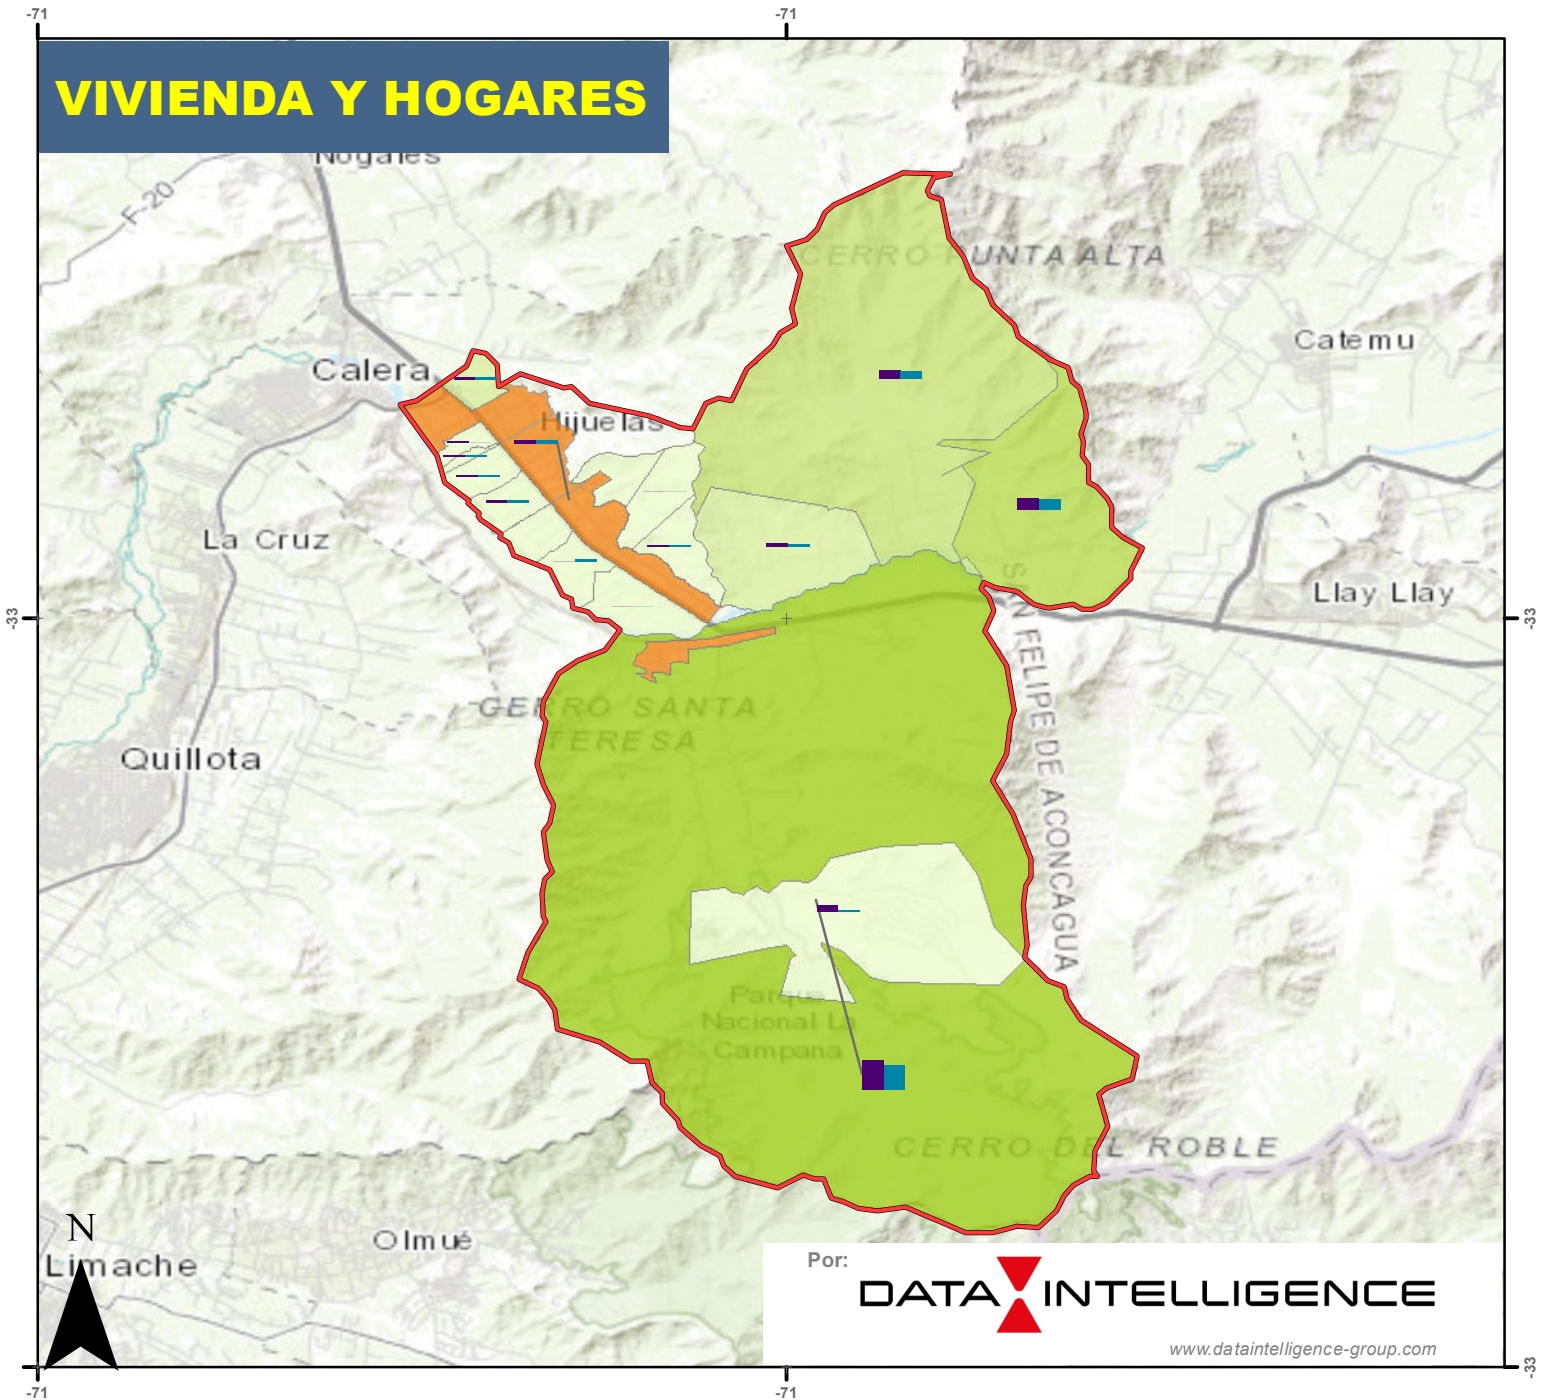 -71
-71
VIVIENDA Y HOGARES
Nogales
F-20
CERRO PUNTA ALTA
Catemu
Calera
Hijuelas
La Cruz
Llay Llay
-33
-33
SAN FELIPE DE ACONCAGUA
CERRO SANTA
TERESA
Quillota
Parque
Nacional La
Campana
CERRO DEL ROBLE
N
Olmué
Limache
Por:
DATA INTELLIGENCE
www.dataintelligence-group.com
-33
-71
-71